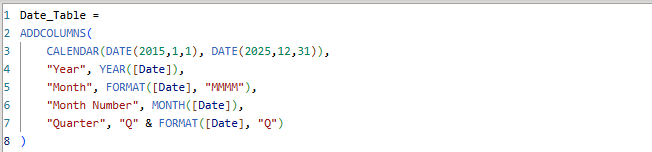 1 Date_Table =
2 ADDCOLUMNS(
3 CALENDAR(DATE(2015,1,1), DATE(2025,12,31)),
4 "Year", YEAR([Date]),
5 "Month", FORMAT([Date], "MMMM"),
6 "Month Number", MONTH([Date]),
7 "Quarter", "Q" & FORMAT([Date], "Q")
8 )